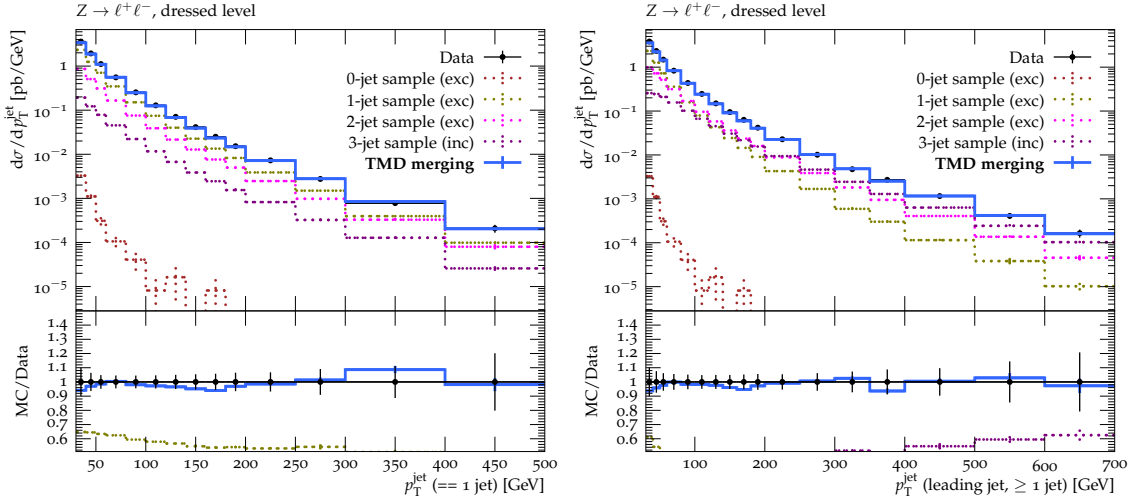 Z → ℓ⁺ℓ⁻, dressed level
dσ/dp_T^jet [pb/GeV]
1
10⁻¹
10⁻²
10⁻³
10⁻⁴
10⁻⁵
Data
0-jet sample (exc)
1-jet sample (exc)
2-jet sample (exc)
3-jet sample (inc)
TMD merging
MC/Data
1.4
1.3
1.2
1.1
1
0.9
0.8
0.7
0.6
50 100 150 200 250 300 350 400 450 500
p_T^jet (== 1 jet) [GeV]
Z → ℓ⁺ℓ⁻, dressed level
dσ/dp_T^jet [pb/GeV]
1
10⁻¹
10⁻²
10⁻³
10⁻⁴
10⁻⁵
Data
0-jet sample (exc)
1-jet sample (exc)
2-jet sample (exc)
3-jet sample (inc)
TMD merging
MC/Data
1.4
1.3
1.2
1.1
1
0.9
0.8
0.7
0.6
100 200 300 400 500 600 700
p_T^jet (leading jet, ≥ 1 jet) [GeV]